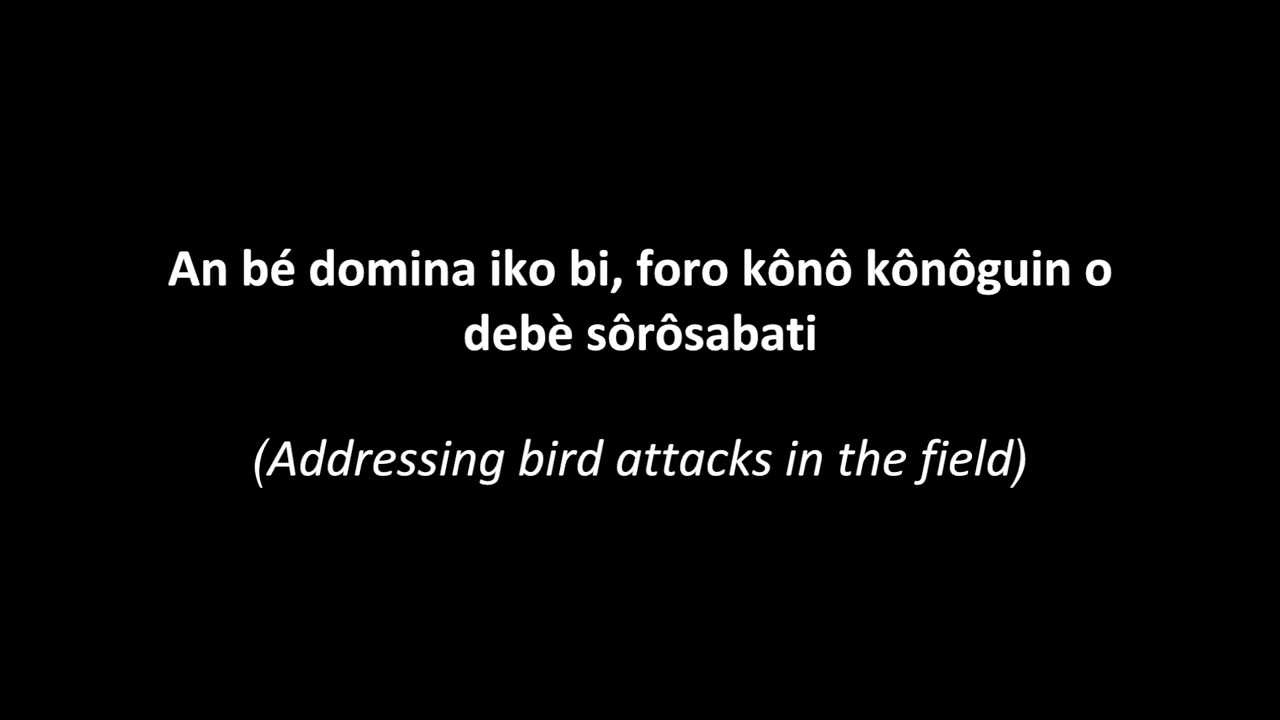 An bé domina iko bi, foro kônô kônôguin o
debè sôrôsabati
(Addressing bird attacks in the field)